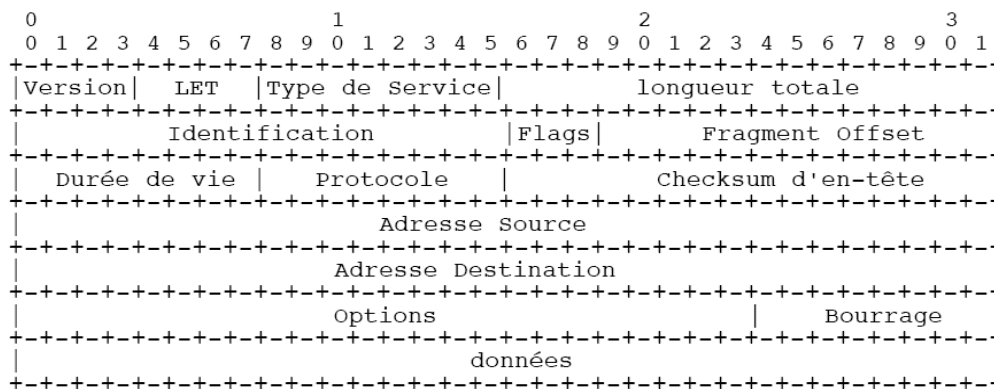 0                   1                   2                   3
0 1 2 3 4 5 6 7 8 9 0 1 2 3 4 5 6 7 8 9 0 1 2 3 4 5 6 7 8 9 0 1
+-+-+-+-+-+-+-+-+-+-+-+-+-+-+-+-+-+-+-+-+-+-+-+-+-+-+-+-+-+-+-+-
|Version| LET |Type de Service| longueur totale
+-+-+-+-+-+-+-+-+-+-+-+-+-+-+-+-+-+-+-+-+-+-+-+-+-+-+-+-+-+-+-+-
| Identification |Flags| Fragment Offset
+-+-+-+-+-+-+-+-+-+-+-+-+-+-+-+-+-+-+-+-+-+-+-+-+-+-+-+-+-+-+-+-
| Durée de vie | Protocole | Checksum d'en-tête
+-+-+-+-+-+-+-+-+-+-+-+-+-+-+-+-+-+-+-+-+-+-+-+-+-+-+-+-+-+-+-+-
| Adresse Source
+-+-+-+-+-+-+-+-+-+-+-+-+-+-+-+-+-+-+-+-+-+-+-+-+-+-+-+-+-+-+-+-
| Adresse Destination
+-+-+-+-+-+-+-+-+-+-+-+-+-+-+-+-+-+-+-+-+-+-+-+-+-+-+-+-+-+-+-+-
| Options | Bourrage
+-+-+-+-+-+-+-+-+-+-+-+-+-+-+-+-+-+-+-+-+-+-+-+-+-+-+-+-+-+-+-+-
| données
+-+-+-+-+-+-+-+-+-+-+-+-+-+-+-+-+-+-+-+-+-+-+-+-+-+-+-+-+-+-+-+-